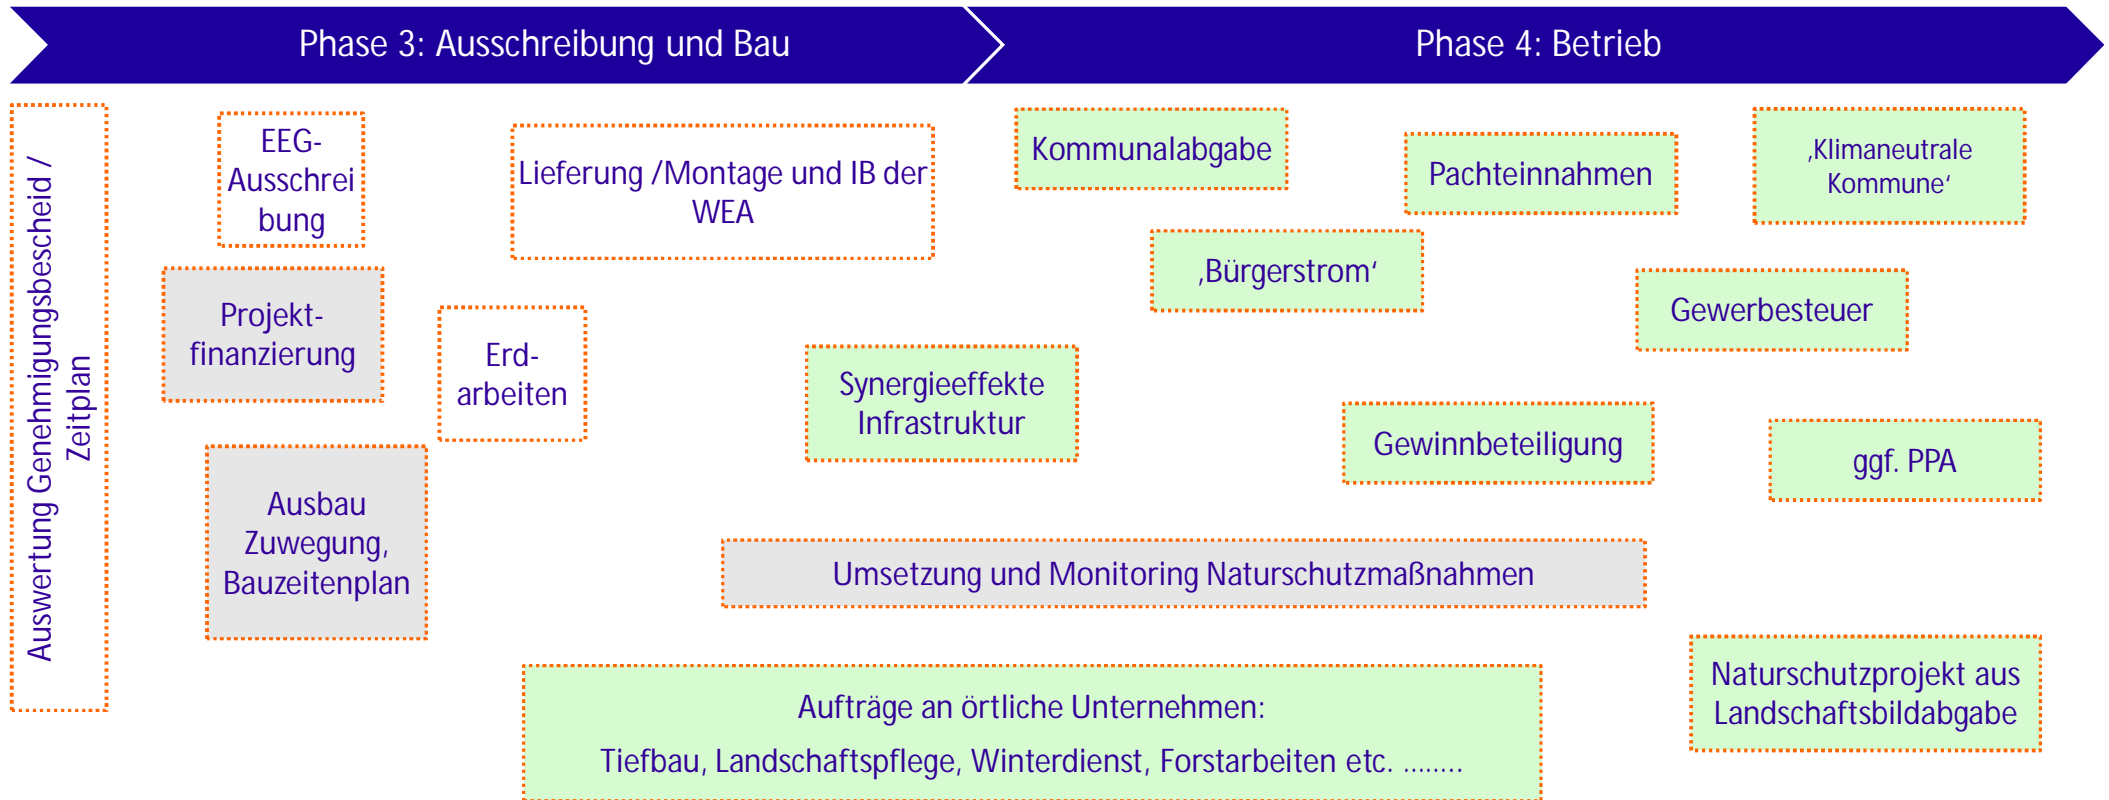 Phase 3: Ausschreibung und Bau
Phase 4: Betrieb
Auswertung Genehmigungsbescheid /
Zeitplan
EEG-
Ausschrei
bung
Lieferung /Montage und IB der
WEA
Projekt-
finanzierung
Erd-
arbeiten
Ausbau
Zuwegung,
Bauzeitenplan
Kommunalabgabe
Pachteinnahmen
‚Klimaneutrale
Kommune‘
‚Bürgerstrom‘
Gewerbesteuer
Synergieeffekte
Infrastruktur
Gewinnbeteiligung
ggf. PPA
Umsetzung und Monitoring Naturschutzmaßnahmen
Aufträge an örtliche Unternehmen:
Tiefbau, Landschaftspflege, Winterdienst, Forstarbeiten etc. ........
Naturschutzprojekt aus
Landschaftsbildabgabe